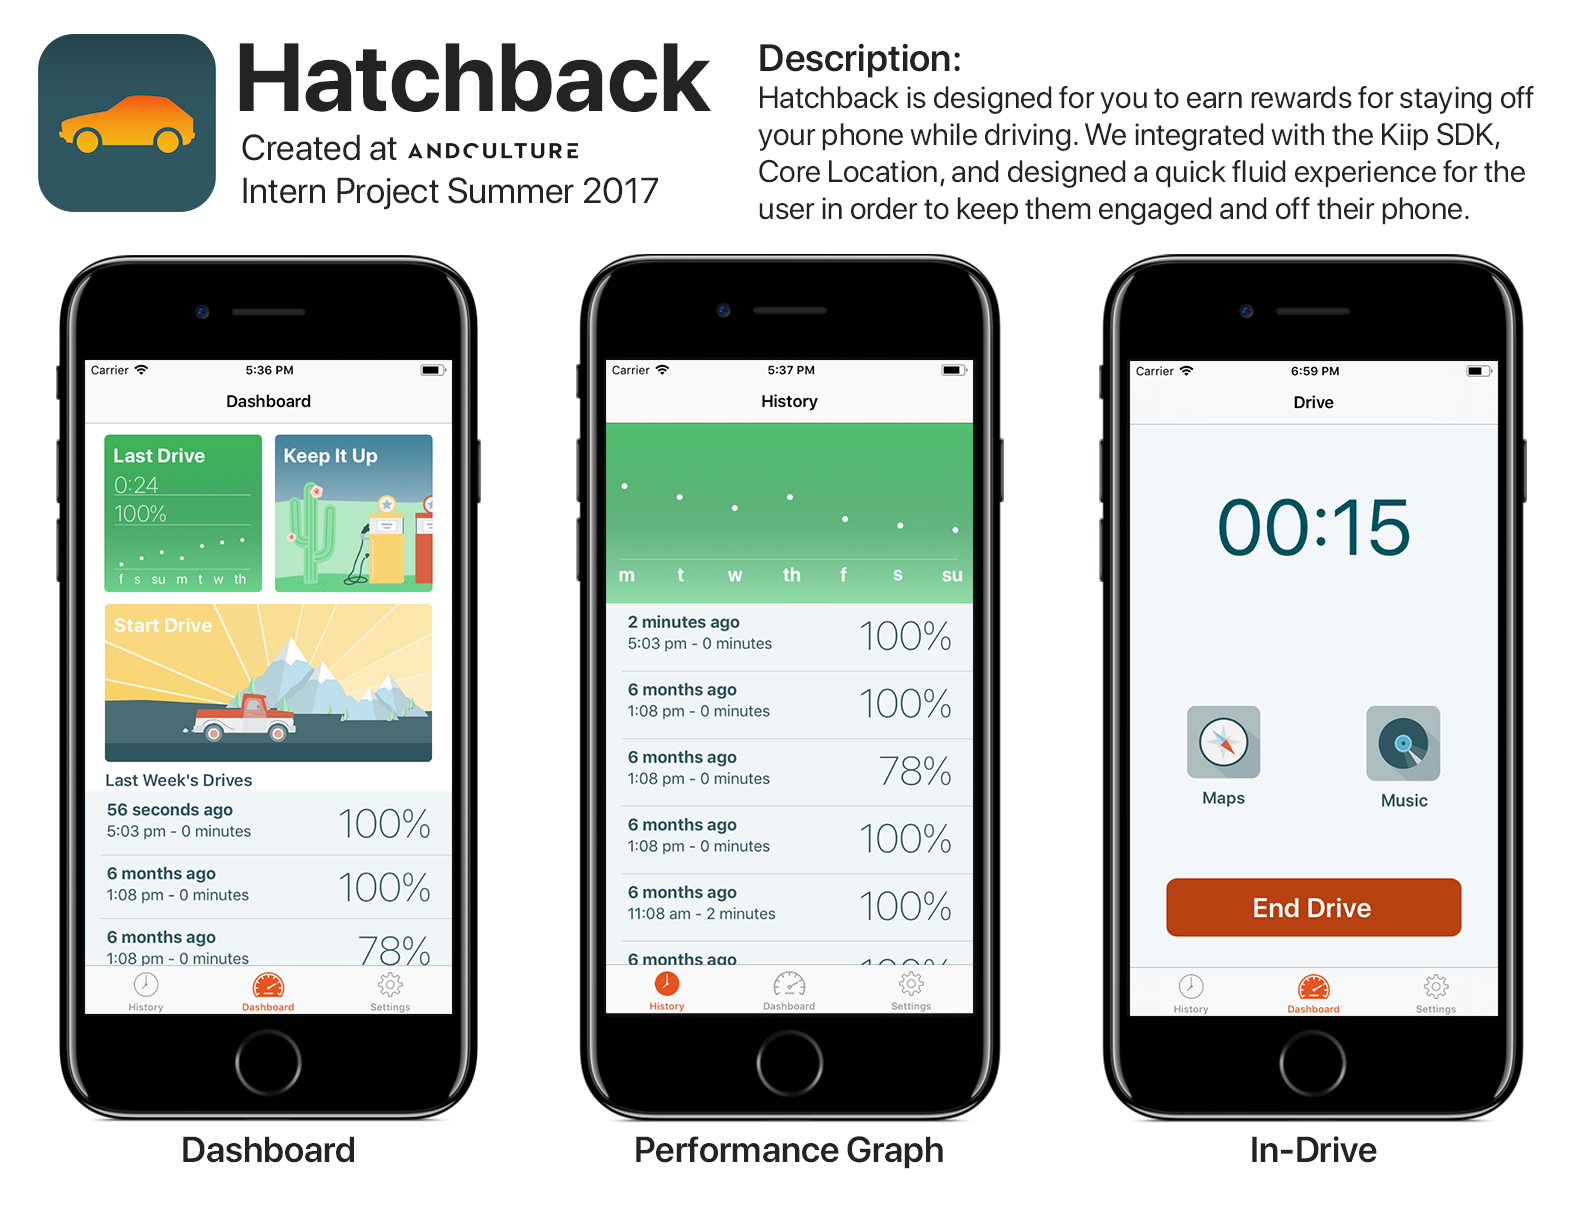 Hatchback
Created at ANDCULTURE
Intern Project Summer 2017
Description:
Hatchback is designed for you to earn rewards for staying off
your phone while driving. We integrated with the Kiip SDK,
Core Location, and designed a quick fluid experience for the
user in order to keep them engaged and off their phone.
Carrier 5:36 PM
Dashboard
Last Drive
0:24
100%
f s su m t w th
Keep It Up
Start Drive
Last Week's Drives
56 seconds ago
5:03 pm - 0 minutes
100%
6 months ago
1:08 pm - 0 minutes
100%
6 months ago
1:08 pm - 0 minutes
78%
History Dashboard Settings
Dashboard
Carrier 5:37 PM
History
m t w th f s su
2 minutes ago
5:03 pm - 0 minutes
100%
6 months ago
1:08 pm - 0 minutes
100%
6 months ago
1:08 pm - 0 minutes
78%
6 months ago
1:08 pm - 0 minutes
100%
6 months ago
11:08 am - 2 minutes
100%
6 months ago
100%
History Dashboard Settings
Performance Graph
Carrier 6:59 PM
Drive
00:15
Maps Music
End Drive
History Dashboard Settings
In-Drive